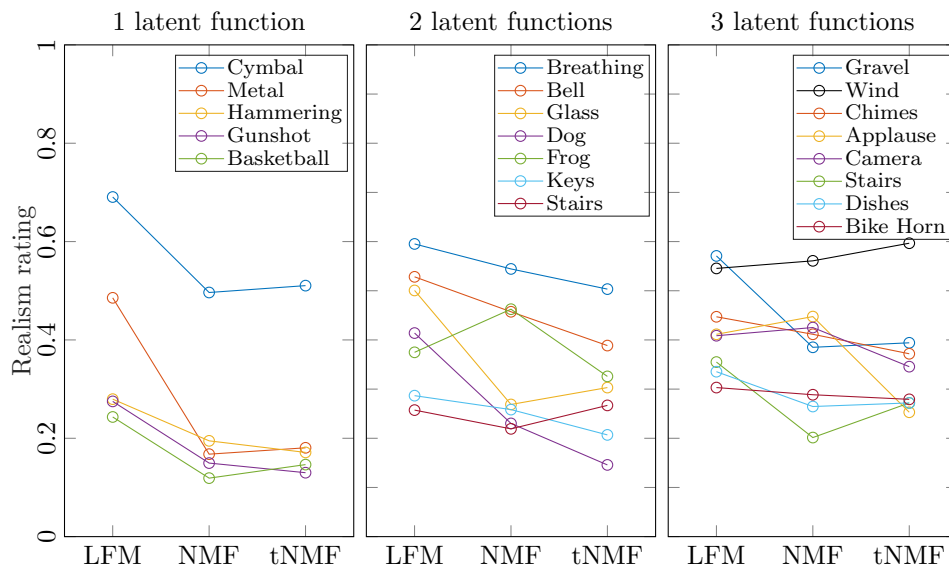 1 latent function
2 latent functions
3 latent functions
Realism rating
1
0.8
0.6
0.4
0.2
0
Cymbal
Metal
Hammering
Gunshot
Basketball
Breathing
Bell
Glass
Dog
Frog
Keys
Stairs
Gravel
Wind
Chimes
Applause
Camera
Stairs
Dishes
Bike Horn
LFM NMF tNMF
LFM NMF tNMF
LFM NMF tNMF